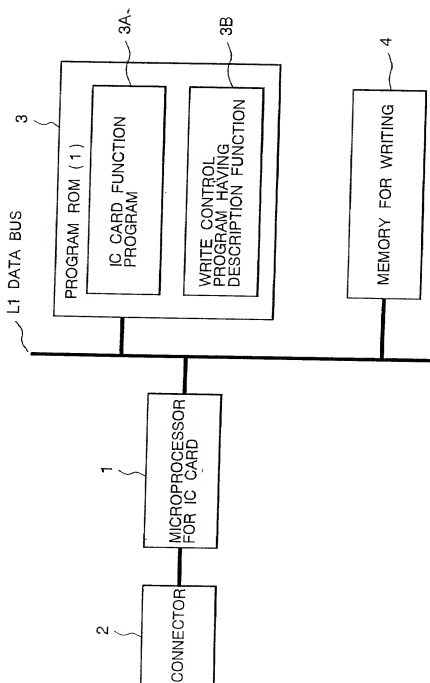 L1 DATA BUS
3
PROGRAM ROM (1)
3A
IC CARD FUNCTION
PROGRAM
3B
WRITE CONTROL
PROGRAM HAVING
DESCRIPTION FUNCTION
1
MICROPROCESSOR
FOR IC CARD
2
CONNECTOR
4
MEMORY FOR WRITING